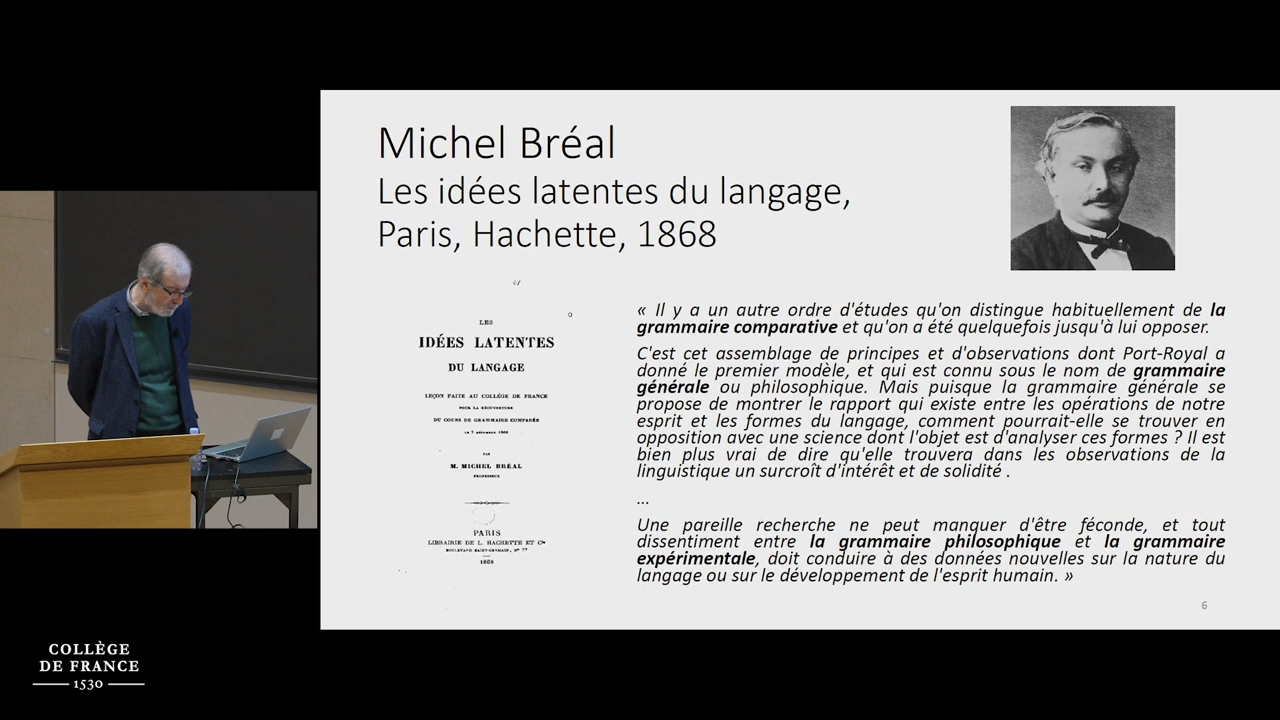 Michel Bréal
Les idées latentes du langage,
Paris, Hachette, 1868
LES
IDÉES LATENTES
DU LANGAGE
LEÇON FAITE AU COLLÉGE DE FRANCE
POUR LA RÉOUVERTURE
DU COURS DE GRAMMAIRE COMPARÉE
PAR
M. MICHEL BRÉAL
PROFESSEUR
PARIS
LIBRAIRIE DE L. HACHETTE ET Cie
BOULEVARD SAINT-GERMAIN, N° 77
1868
« Il y a un autre ordre d'études qu'on distingue habituellement de la
grammaire comparative et qu'on a été quelquefois jusqu'à lui opposer.
C'est cet assemblage de principes et d'observations dont Port-Royal a
donné le premier modèle, et qui est connu sous le nom de grammaire
générale ou philosophique. Mais puisque la grammaire générale se
propose de montrer le rapport qui existe entre les opérations de notre
esprit et les formes du langage, comment pourrait-elle se trouver en
opposition avec une science dont l'objet est d'analyser ces formes ? Il est
bien plus vrai de dire qu'elle trouvera dans les observations de la
linguistique un surcroît d'intérêt et de solidité .
...
Une pareille recherche ne peut manquer d'être féconde, et tout
dissentiment entre la grammaire philosophique et la grammaire
expérimentale, doit conduire à des données nouvelles sur la nature du
langage ou sur le développement de l'esprit humain. »
6
COLLÈGE
DE FRANCE
1530